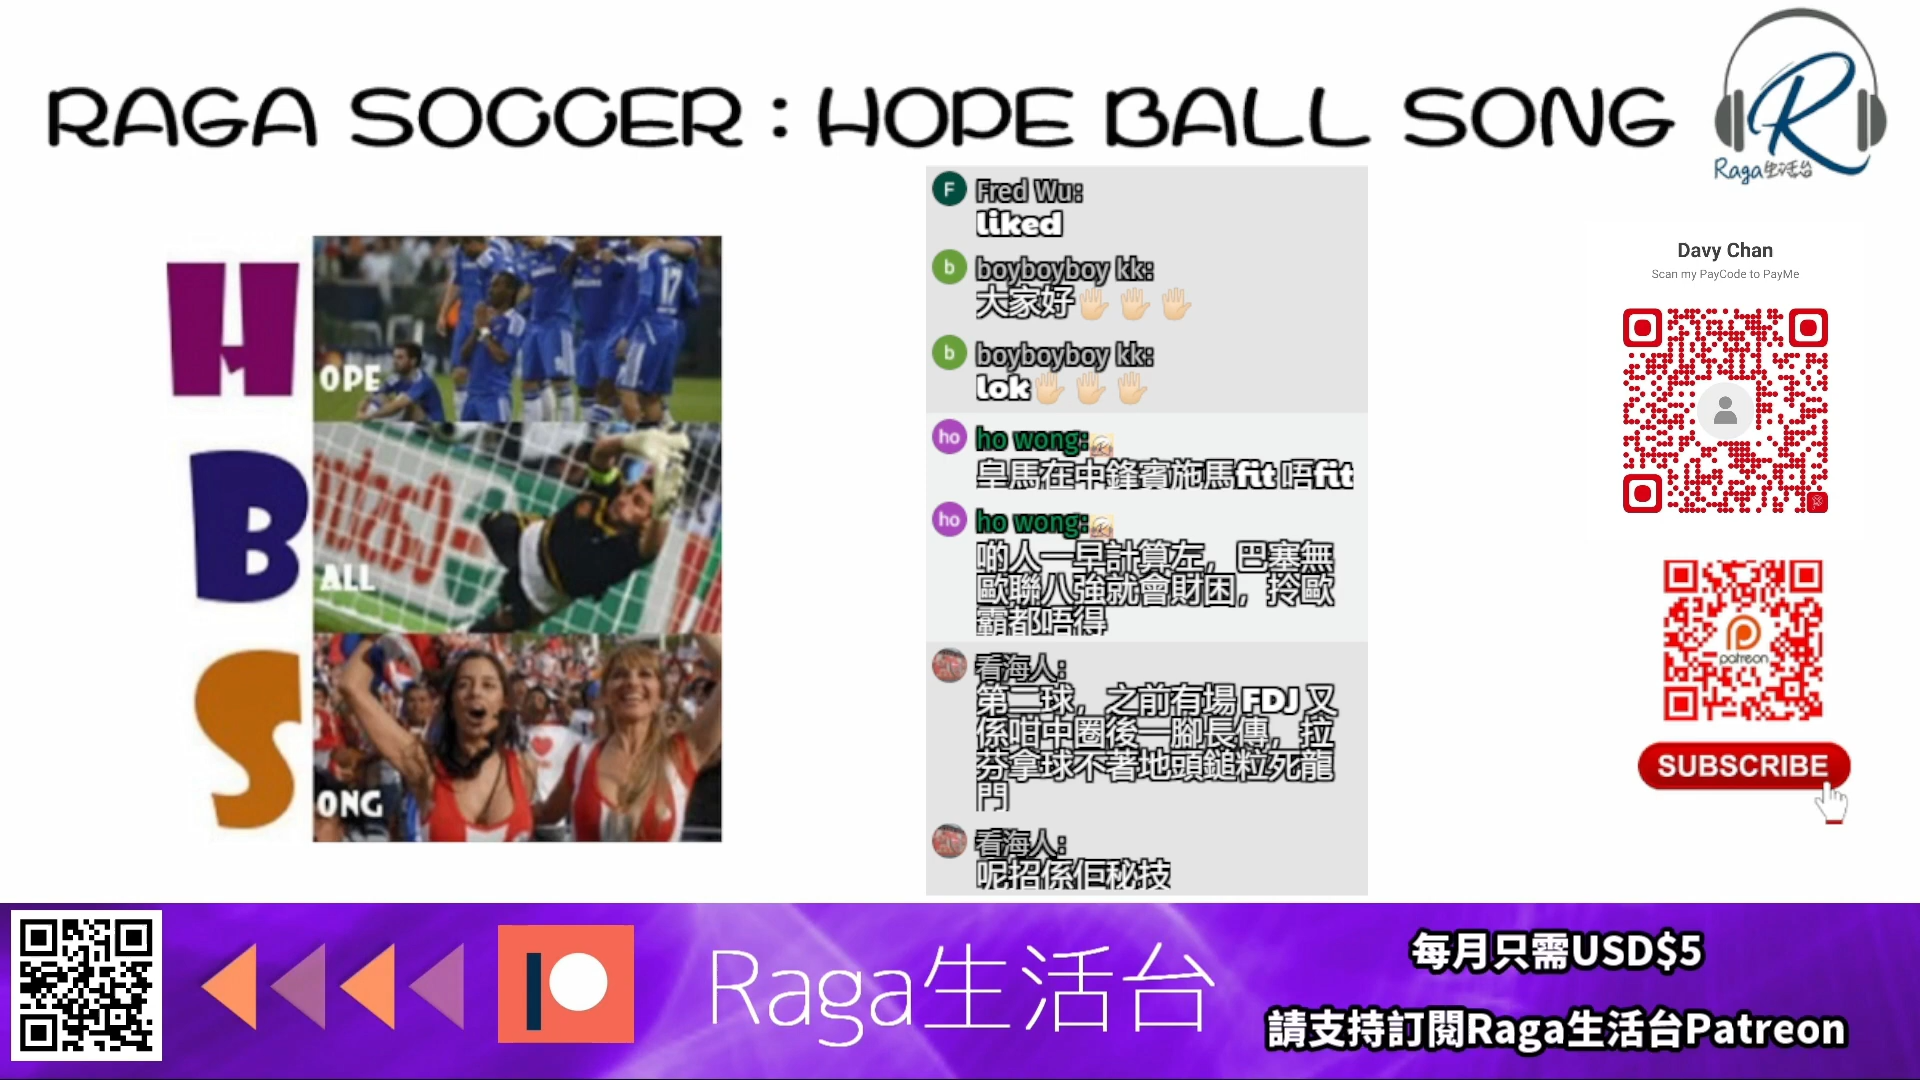 RAGA SOCCER : HOPE BALL SONG
R
Raga生活台
H
OPE
B
ALL
S
ONG
17
F
Fred Wu:
liked
b
boyboyboy kk:
大家好🖐🏻🖐🏻🖐🏻
b
boyboyboy kk:
lok🖐🏻🖐🏻🖐🏻
ho
ho wong:
皇馬在中鋒賓施馬fit唔fit
ho
ho wong:
啲人一早計算左，巴塞無
歐聯八強就會財困，拎歐
霸都唔得
看海人:
第二球，之前有場 FDJ 又
係咁中圈後一腳長傳，拉
芬拿球不著地頭鎚粒死龍
門
看海人:
呢招係佢秘技
Davy Chan
Scan my PayCode to PayMe
patreon
SUBSCRIBE
Raga生活台
每月只需USD$5
請支持訂閱Raga生活台Patreon